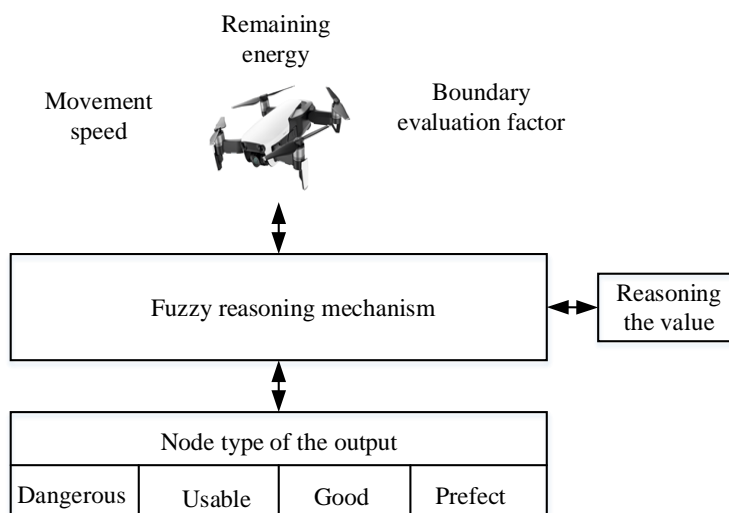 Remaining
energy
Movement
speed
Boundary
evaluation factor
Fuzzy reasoning mechanism
Reasoning
the value
Node type of the output
Dangerous
Usable
Good
Prefect